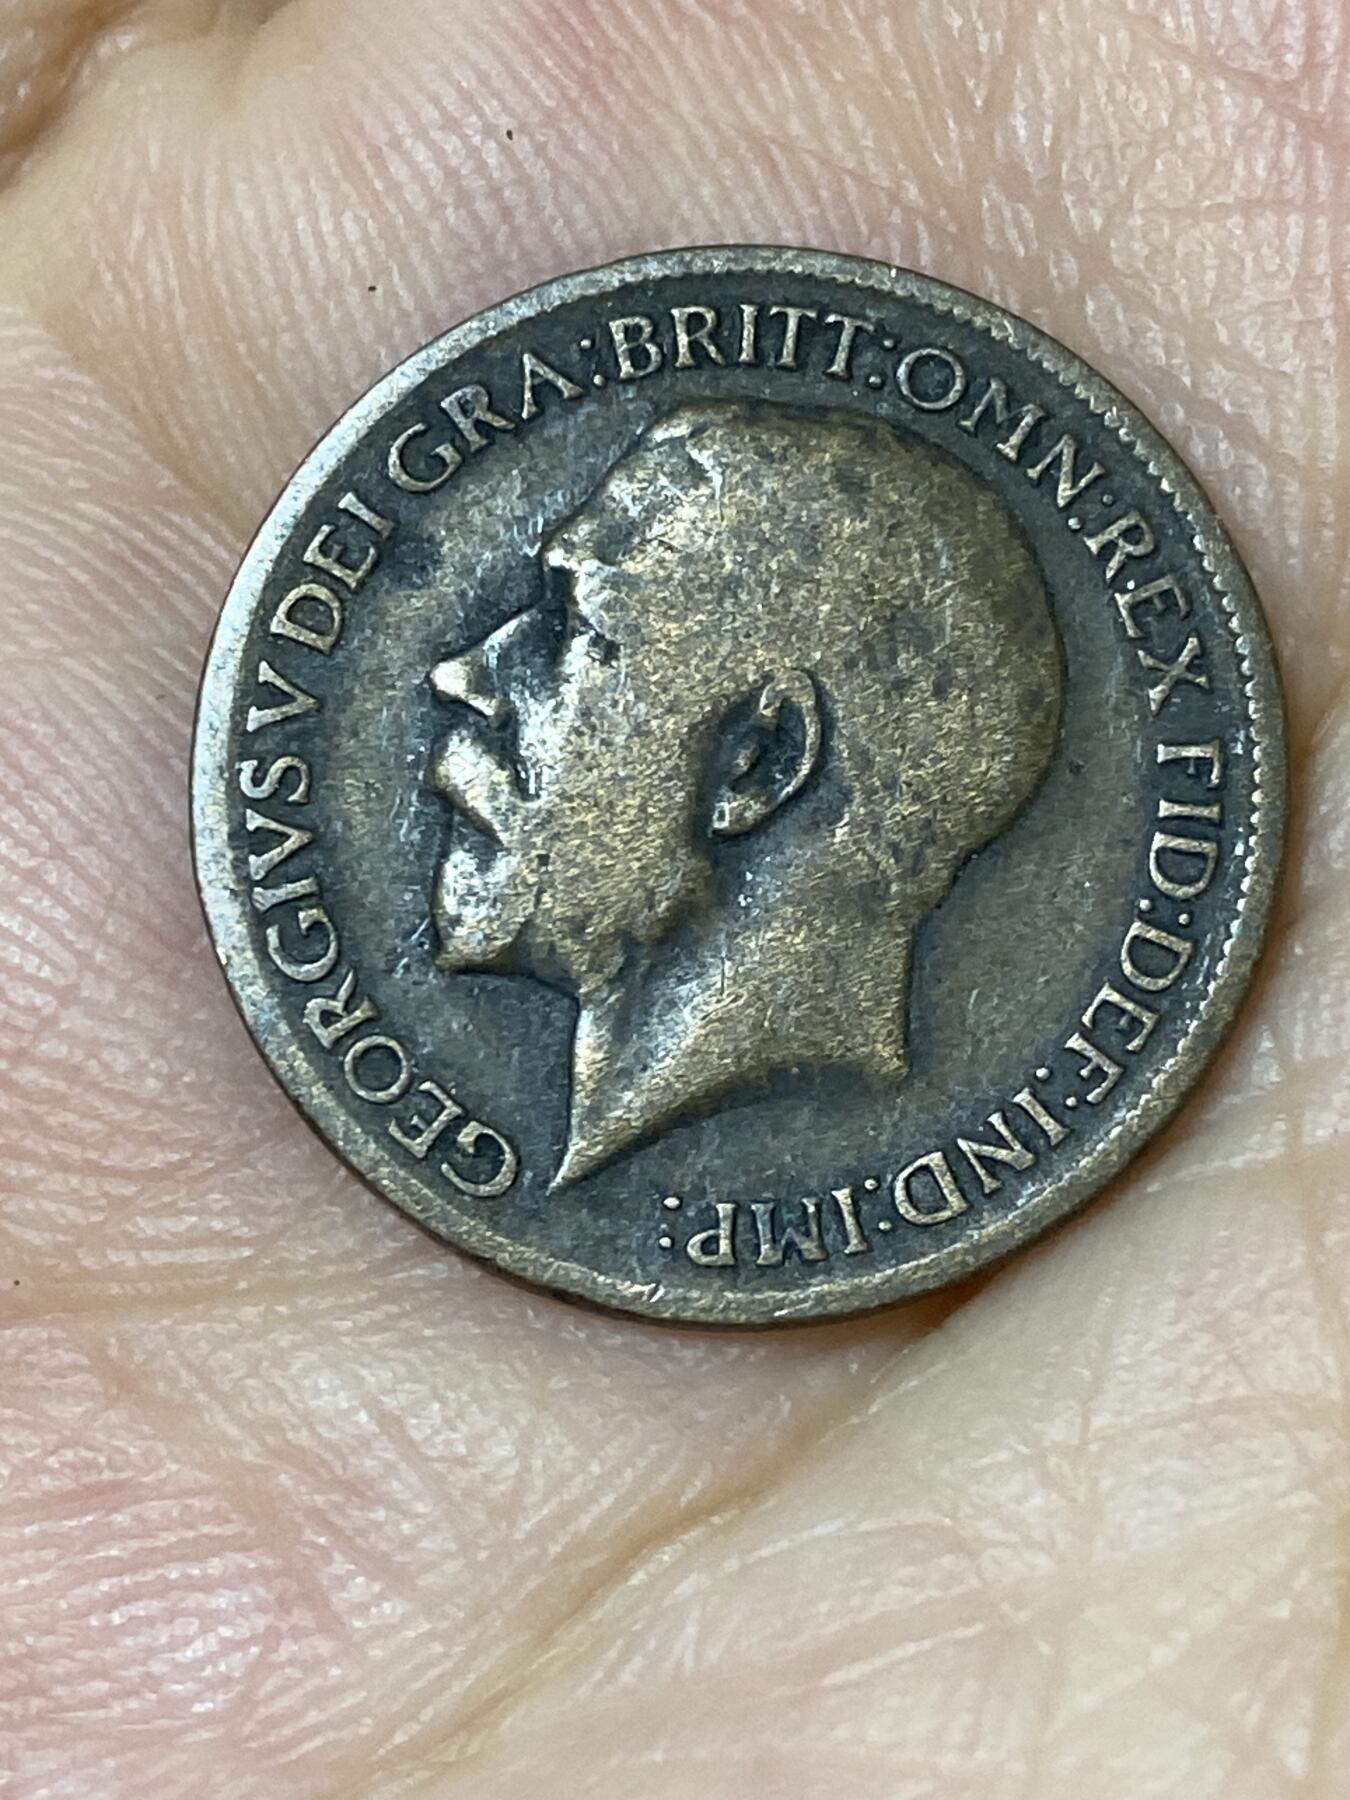 GEORGIVS V DEI GRA: BRITT: OMN: REX FID: DEF: IND: IMP: